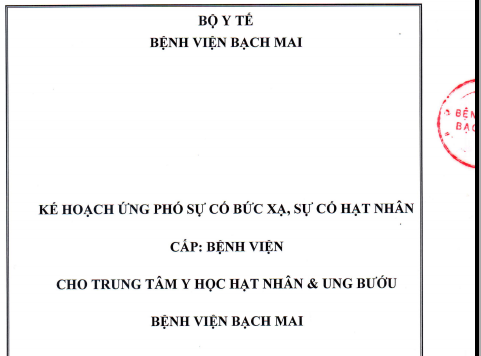 BỘ Y TẾ
BỆNH VIỆN BẠCH MAI
KẾ HOẠCH ỨNG PHÓ SỰ CỐ BỨC XẠ, SỰ CỐ HẠT NHÂN
CẤP: BỆNH VIỆN
CHO TRUNG TÂM Y HỌC HẠT NHÂN & UNG BƯỚU
BỆNH VIỆN BẠCH MAI